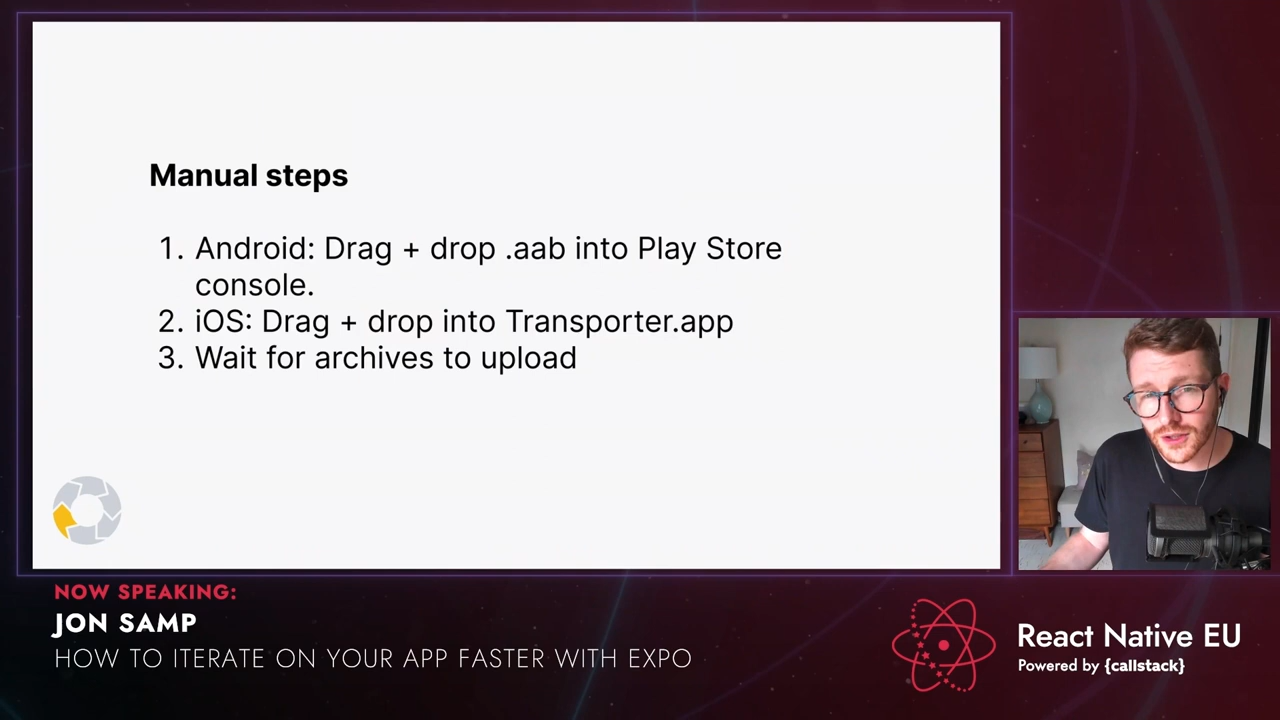 Manual steps
1. Android: Drag + drop .aab into Play Store
console.
2. iOS: Drag + drop into Transporter.app
3. Wait for archives to upload
NOW SPEAKING:
JON SAMP
HOW TO ITERATE ON YOUR APP FASTER WITH EXPO
React Native EU
Powered by {callstack}